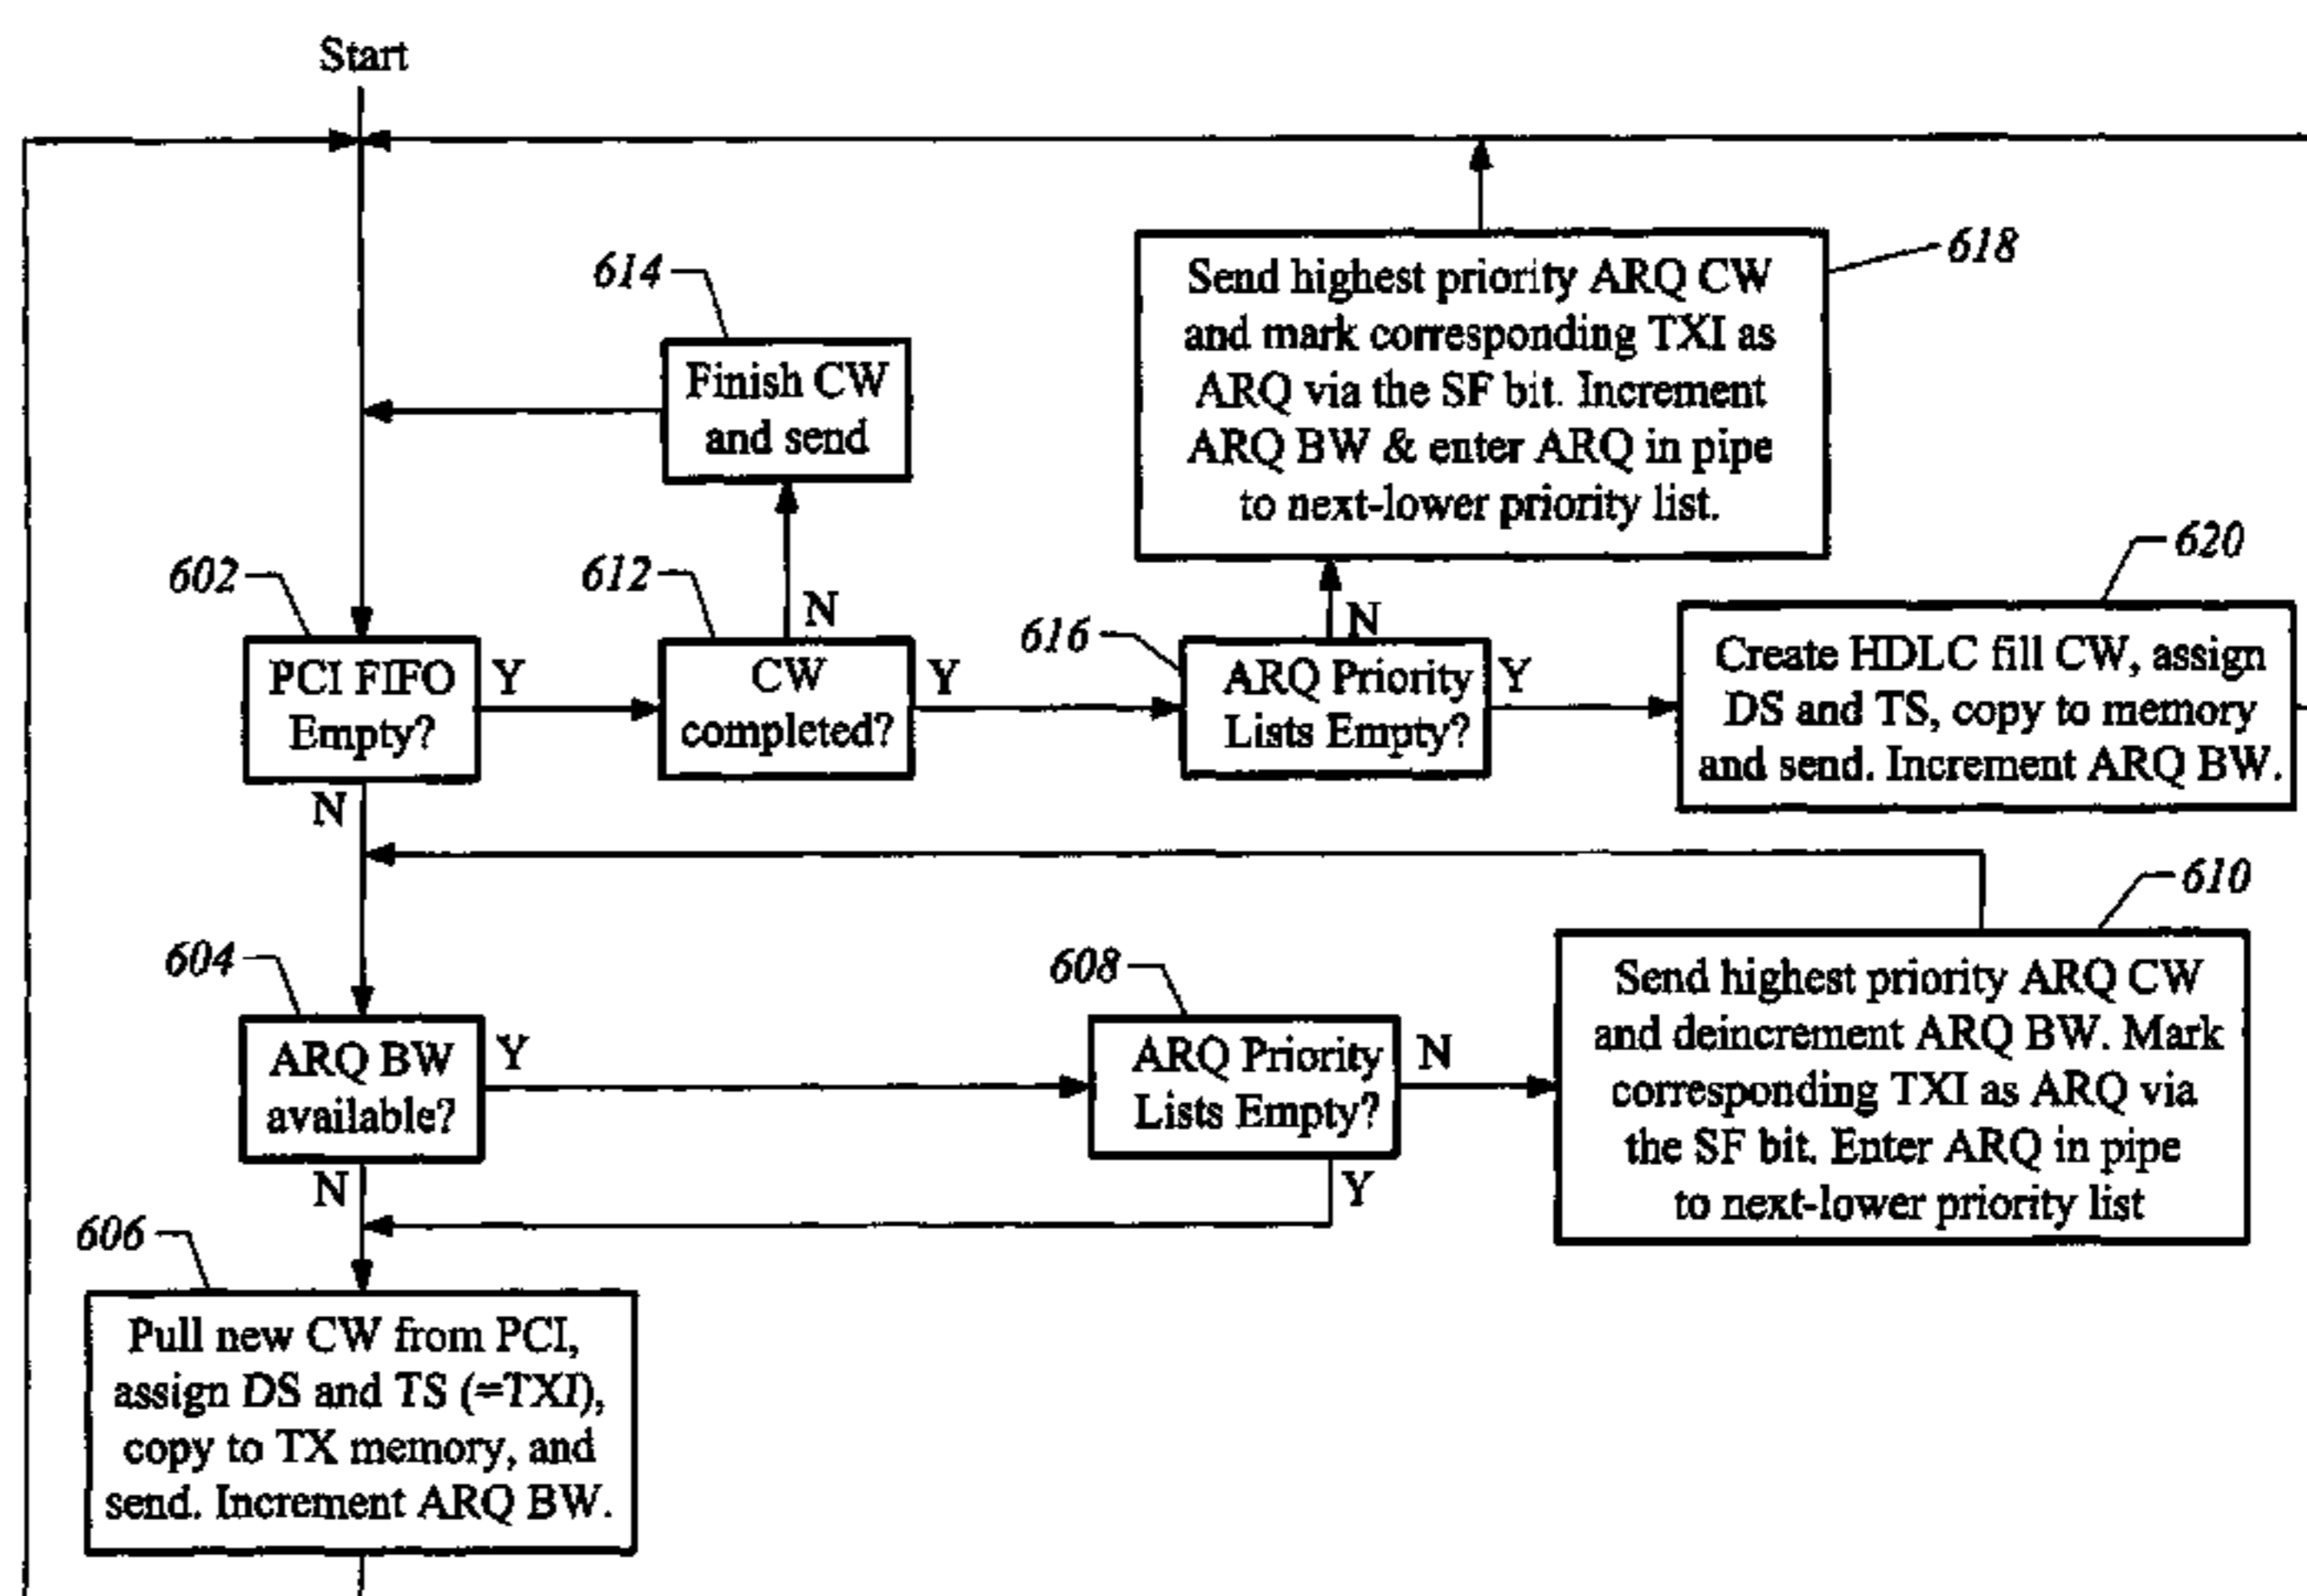 Start
614
Finish CW
and send
618
Send highest priority ARQ CW
and mark corresponding TXI as
ARQ via the SF bit. Increment
ARQ BW & enter ARQ in pipe
to next-lower priority list.
602
PCI FIFO
Empty?
Y
N
612
CW
completed?
N
Y
616
ARQ Priority
Lists Empty?
N
Y
620
Create HDLC fill CW, assign
DS and TS, copy to memory
and send. Increment ARQ BW.
604
ARQ BW
available?
Y
N
608
ARQ Priority
Lists Empty?
N
Y
610
Send highest priority ARQ CW
and deincrement ARQ BW. Mark
corresponding TXI as ARQ via
the SF bit. Enter ARQ in pipe
to next-lower priority list
606
Pull new CW from PCI,
assign DS and TS (=TXI),
copy to TX memory, and
send. Increment ARQ BW.